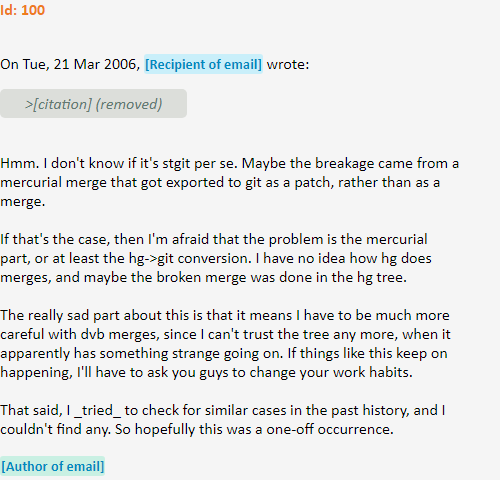 Id: 100
On Tue, 21 Mar 2006, [Recipient of email] wrote:
>[citation] (removed)
Hmm. I don't know if it's stgit per se. Maybe the breakage came from a
mercurial merge that got exported to git as a patch, rather than as a
merge.
If that's the case, then I'm afraid that the problem is the mercurial
part, or at least the hg->git conversion. I have no idea how hg does
merges, and maybe the broken merge was done in the hg tree.
The really sad part about this is that it means I have to be much more
careful with dvb merges, since I can't trust the tree any more, when it
apparently has something strange going on. If things like this keep on
happening, I'll have to ask you guys to change your work habits.
That said, I _tried_ to check for similar cases in the past history, and I
couldn't find any. So hopefully this was a one-off occurrence.
[Author of email]